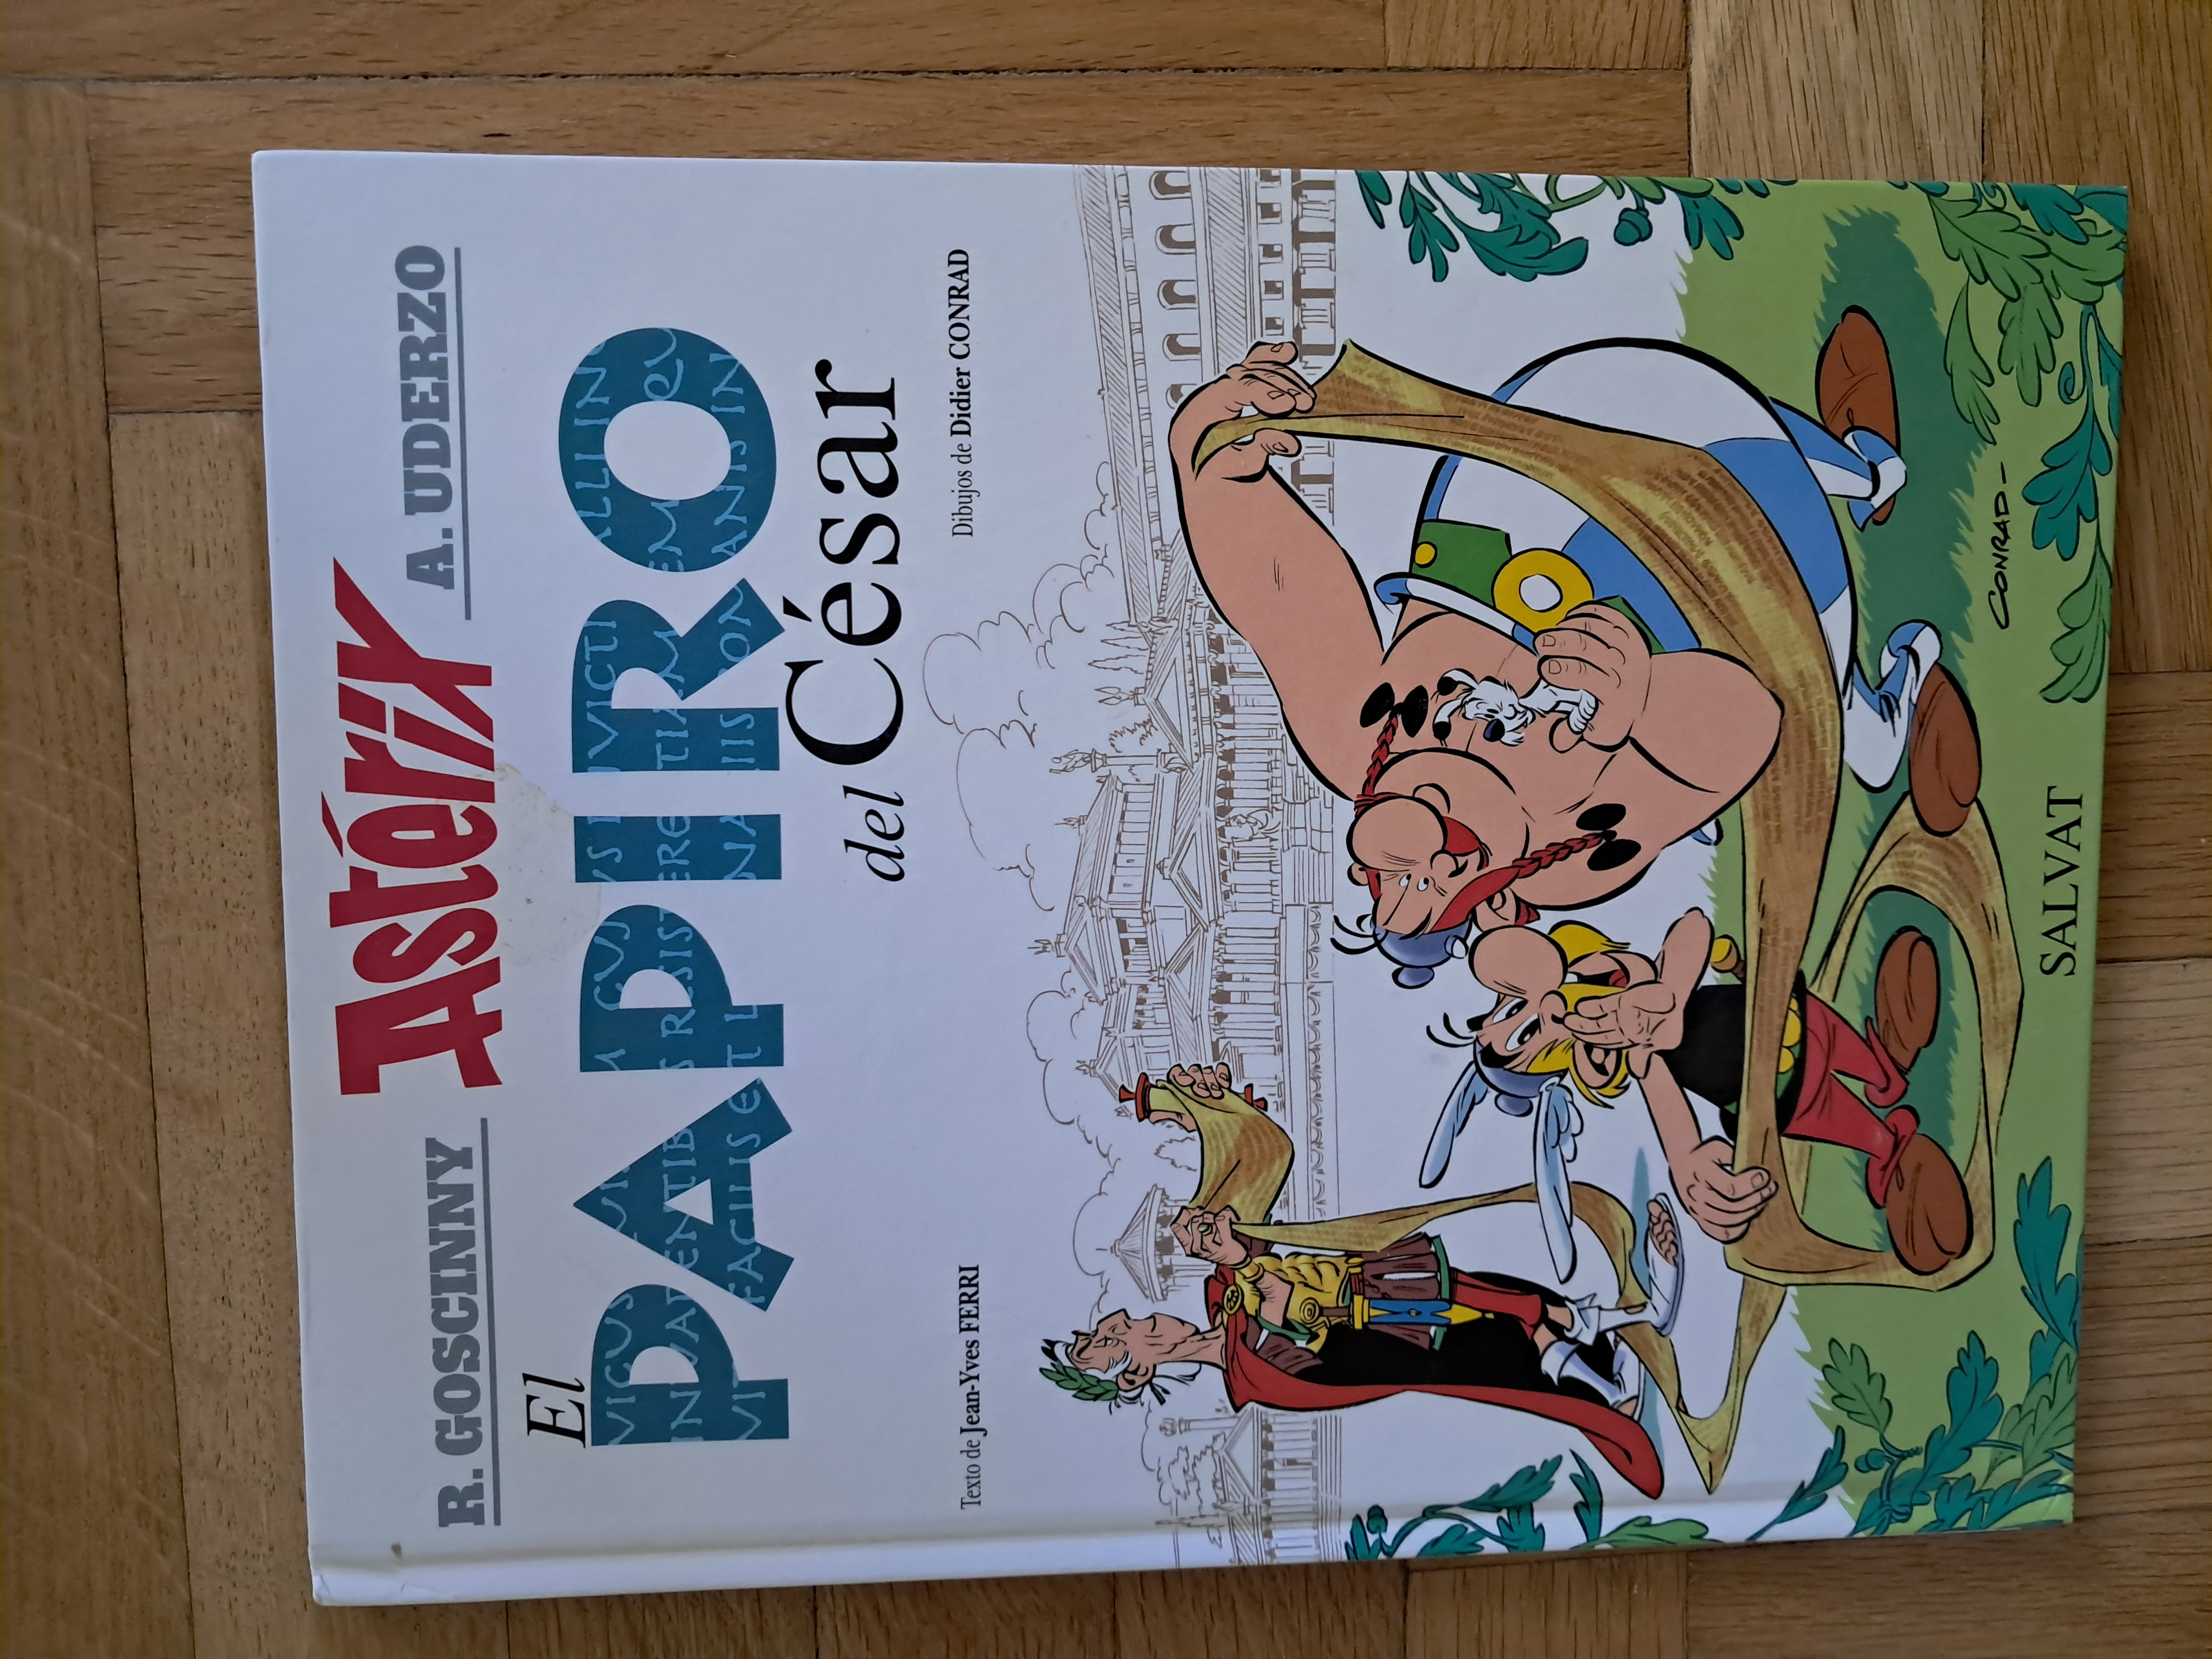 Astérix
R. GOSCINNY
A. UDERZO
El
PAPIRO
del César
Texto de Jean-Yves FERRI
Dibujos de Didier CONRAD
CONRAD-
SALVAT